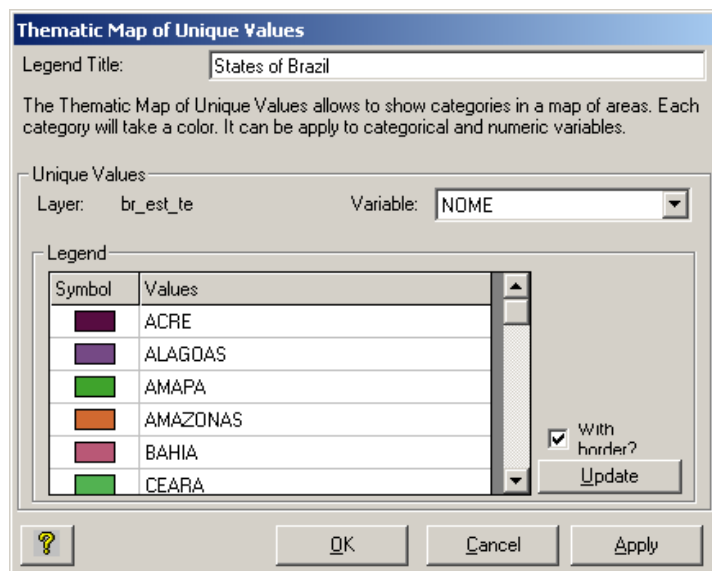 Thematic Map of Unique Values
Legend Title: States of Brazil
The Thematic Map of Unique Values allows to show categories in a map of areas. Each
category will take a color. It can be apply to categorical and numeric variables.
Unique Values
Layer: br_est_te Variable: NOME
Legend
Symbol Values
ACRE
ALAGOAS
AMAPA
AMAZONAS
BAHIA
CEARA
With
border?
Update
? OK Cancel Apply